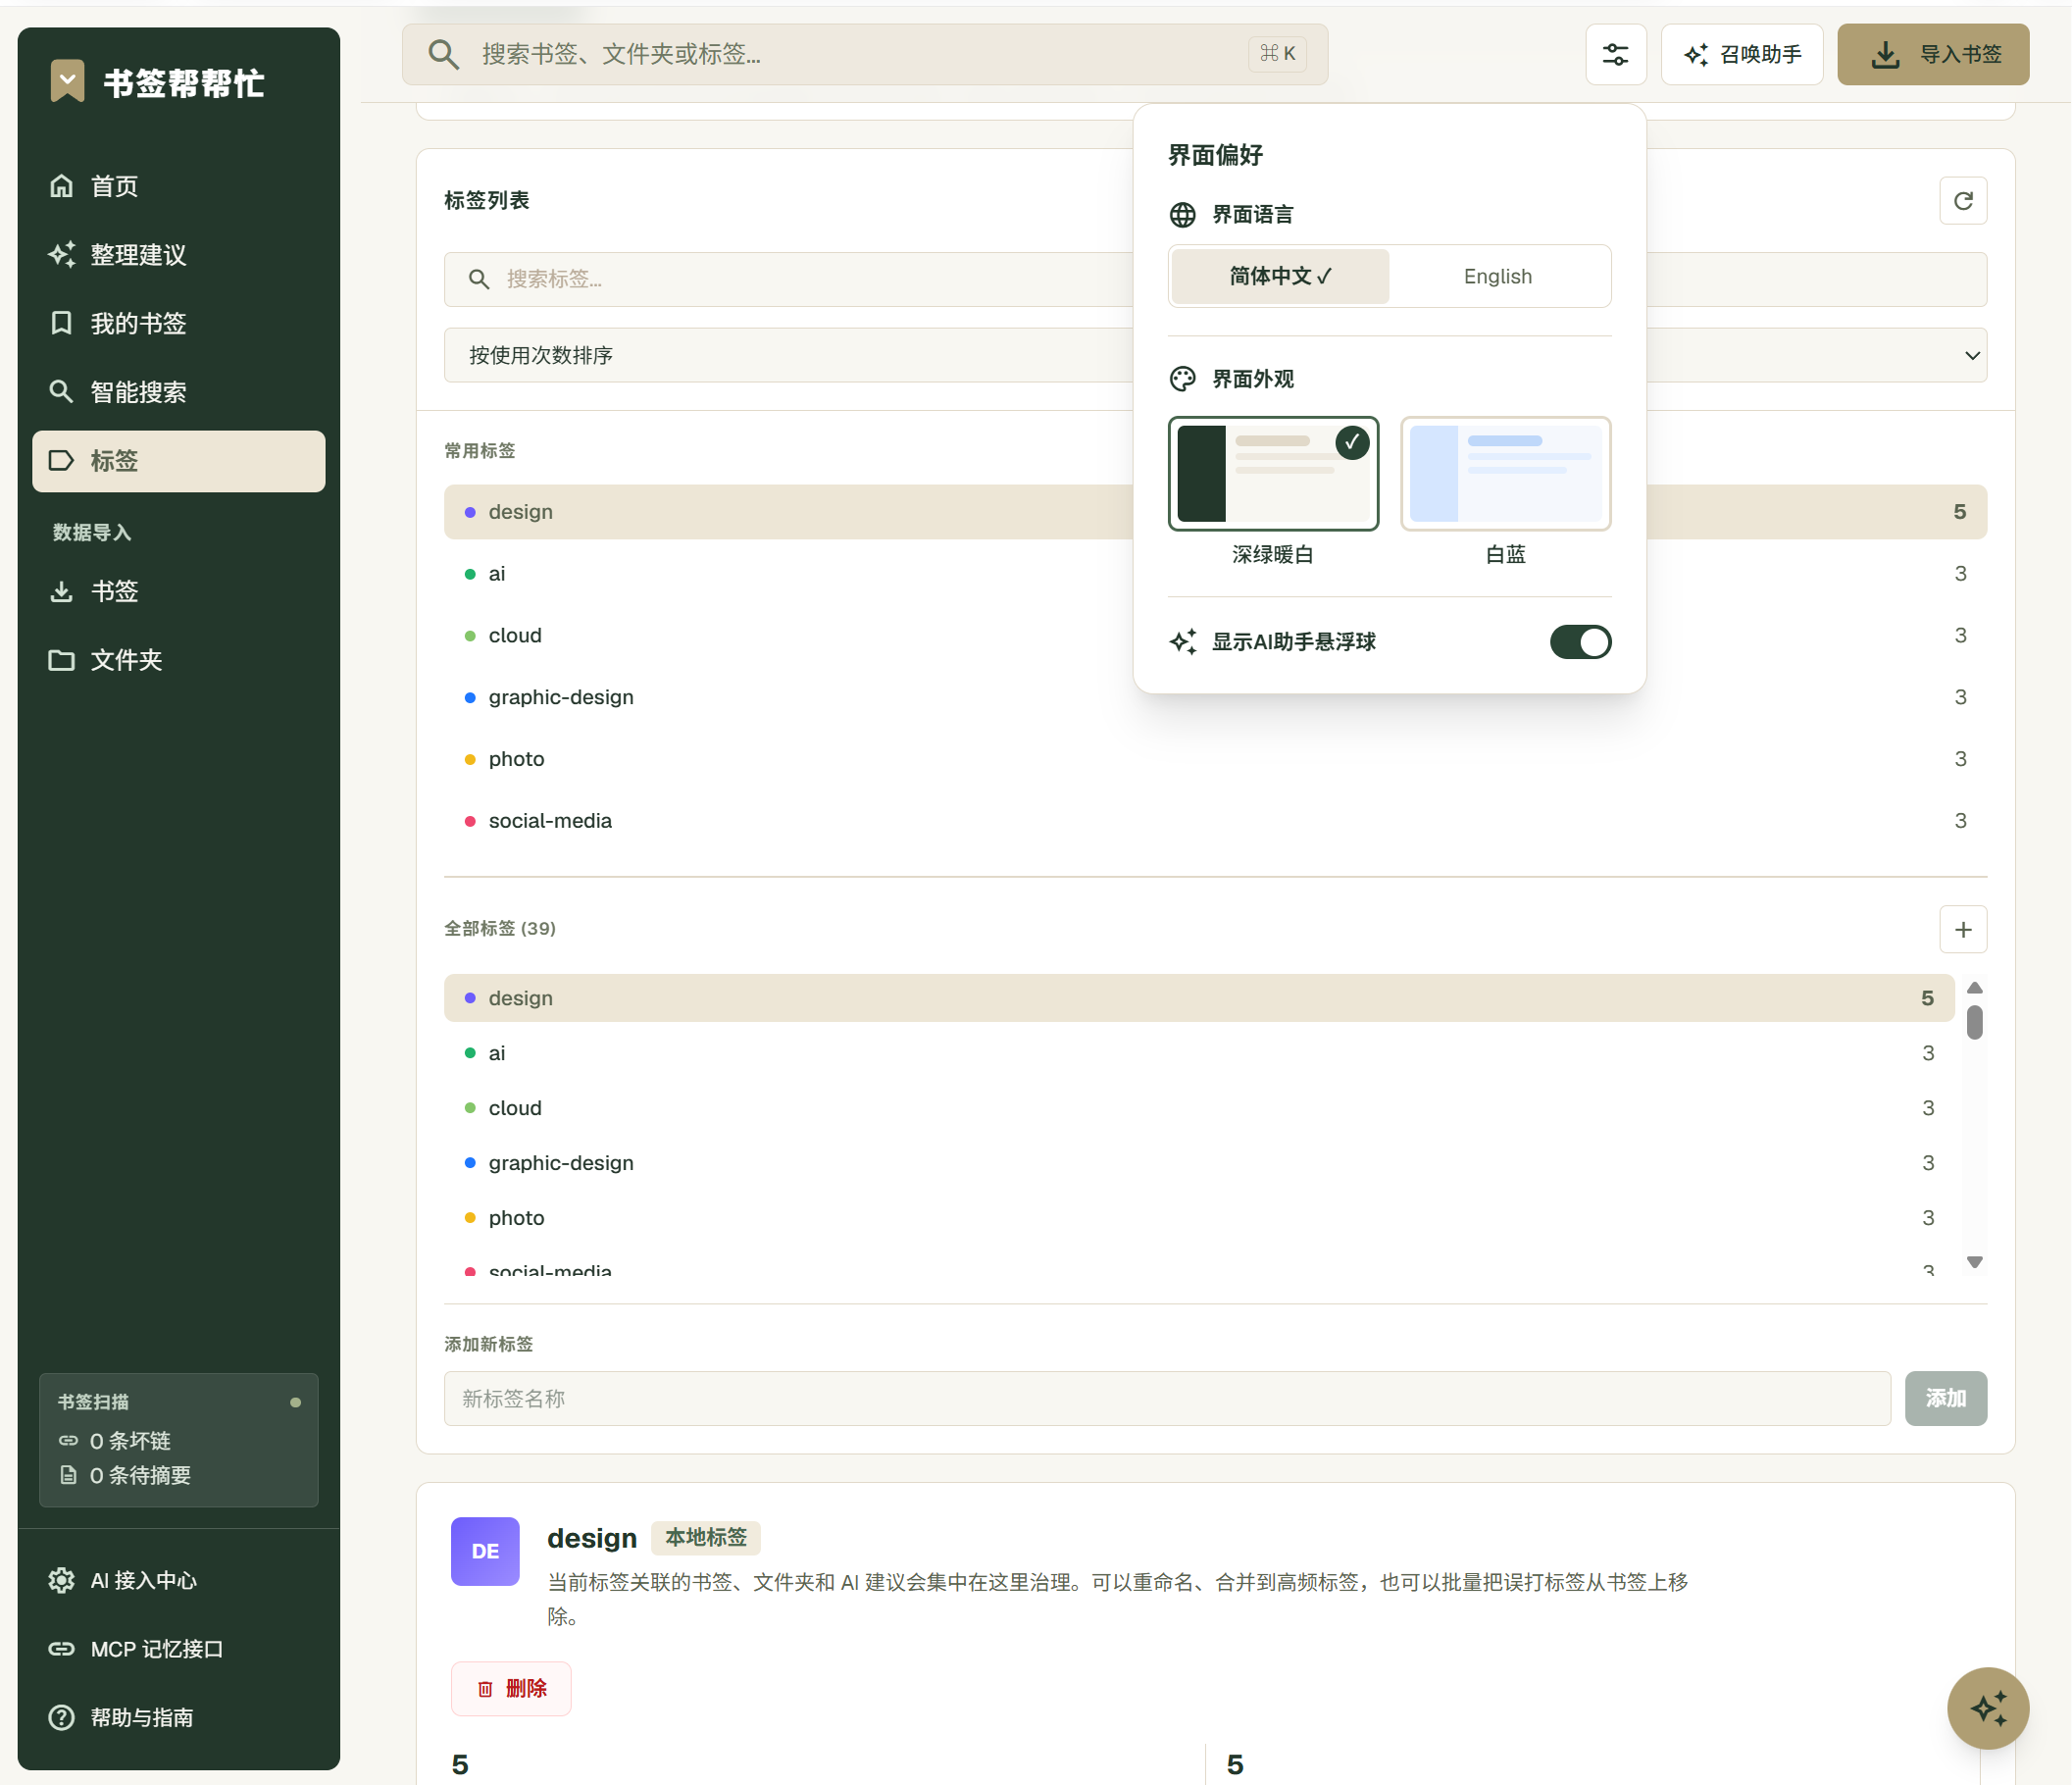 书签帮帮忙
首页
整理建议
我的书签
智能搜索
标签
数据导入
书签
文件夹
书签扫描
0 条坏链
0 条待摘要
AI 接入中心
MCP 记忆接口
帮助与指南
搜索书签、文件夹或标签...
⌘ K
召唤助手
导入书签
标签列表
搜索标签...
按使用次数排序
常用标签
design 5
ai 3
cloud 3
graphic-design 3
photo 3
social-media 3
全部标签 (39)
design 5
ai 3
cloud 3
graphic-design 3
photo 3
social-media 3
添加新标签
新标签名称
添加
DE
design 本地标签
当前标签关联的书签、文件夹和 AI 建议会集中在这里治理。可以重命名、合并到高频标签，也可以批量把误打标签从书签上移
除。
删除
5 5
界面偏好
界面语言
简体中文 ✓ English
界面外观
深绿暖白 白蓝
显示AI助手悬浮球